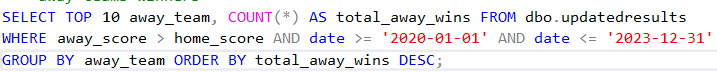 SELECT TOP 10 away_team, COUNT(*) AS total_away_wins FROM dbo.updatedresults
WHERE away_score > home_score AND date >= '2020-01-01' AND date <= '2023-12-31'
GROUP BY away_team ORDER BY total_away_wins DESC;